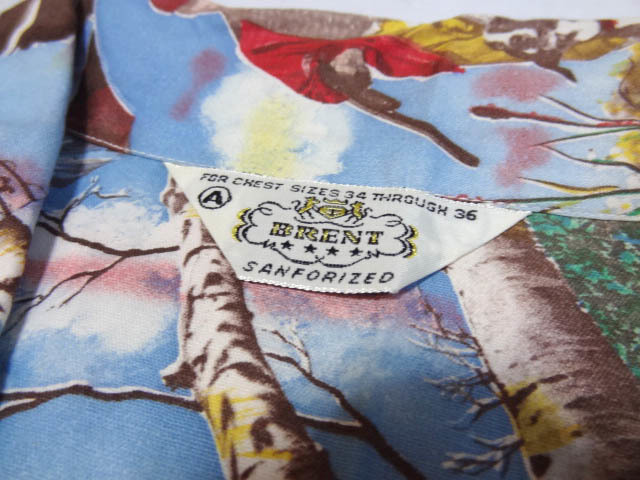 FOR CHEST SIZES 34 THROUGH 36
A
BRENT
SANFORIZED